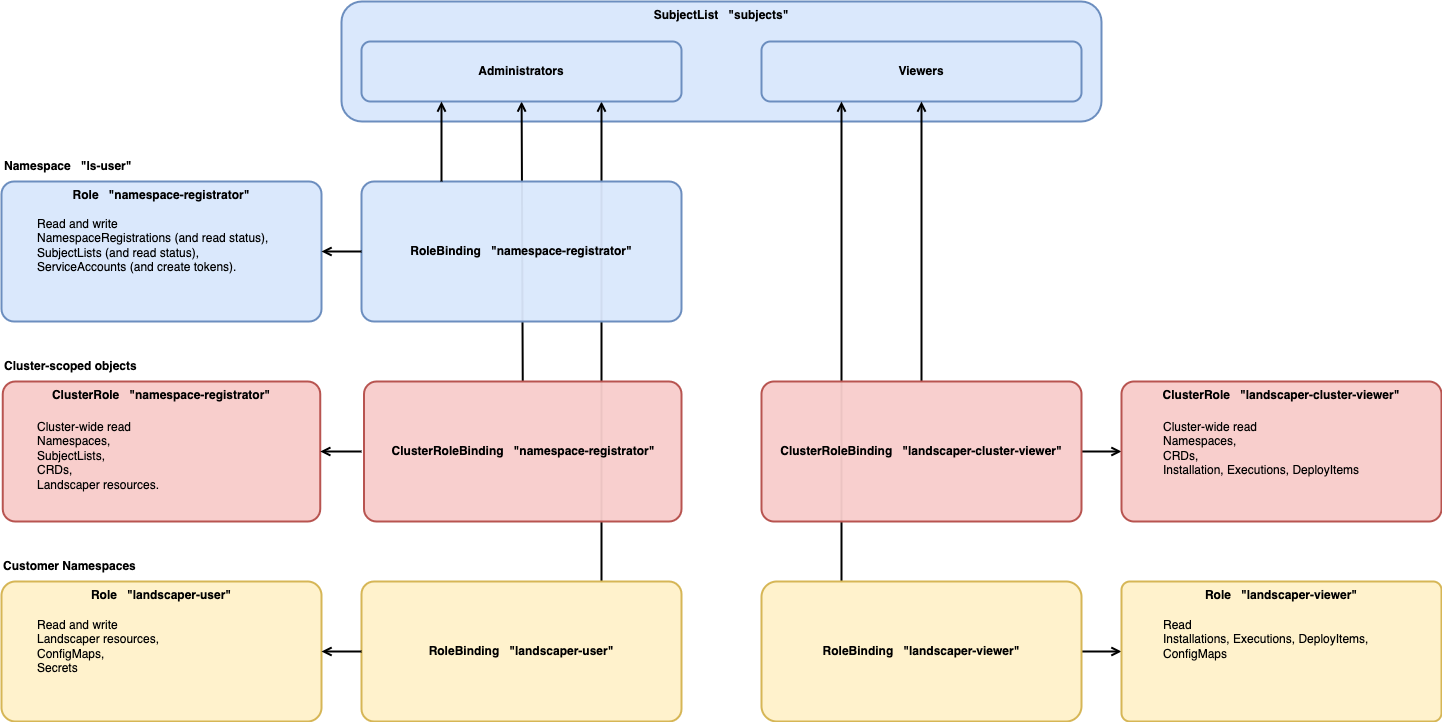 SubjectList "subjects"
Administrators
Viewers
Namespace "ls-user"
Role "namespace-registrator"
Read and write
NamespaceRegistrations (and read status),
SubjectLists (and read status),
ServiceAccounts (and create tokens).
RoleBinding "namespace-registrator"
Cluster-scoped objects
ClusterRole "namespace-registrator"
Cluster-wide read
Namespaces,
SubjectLists,
CRDs,
Landscaper resources.
ClusterRoleBinding "namespace-registrator"
ClusterRoleBinding "landscaper-cluster-viewer"
ClusterRole "landscaper-cluster-viewer"
Cluster-wide read
Namespaces,
CRDs,
Installation, Executions, DeployItems
Customer Namespaces
Role "landscaper-user"
Read and write
Landscaper resources,
ConfigMaps,
Secrets
RoleBinding "landscaper-user"
RoleBinding "landscaper-viewer"
Role "landscaper-viewer"
Read
Installations, Executions, DeployItems,
ConfigMaps